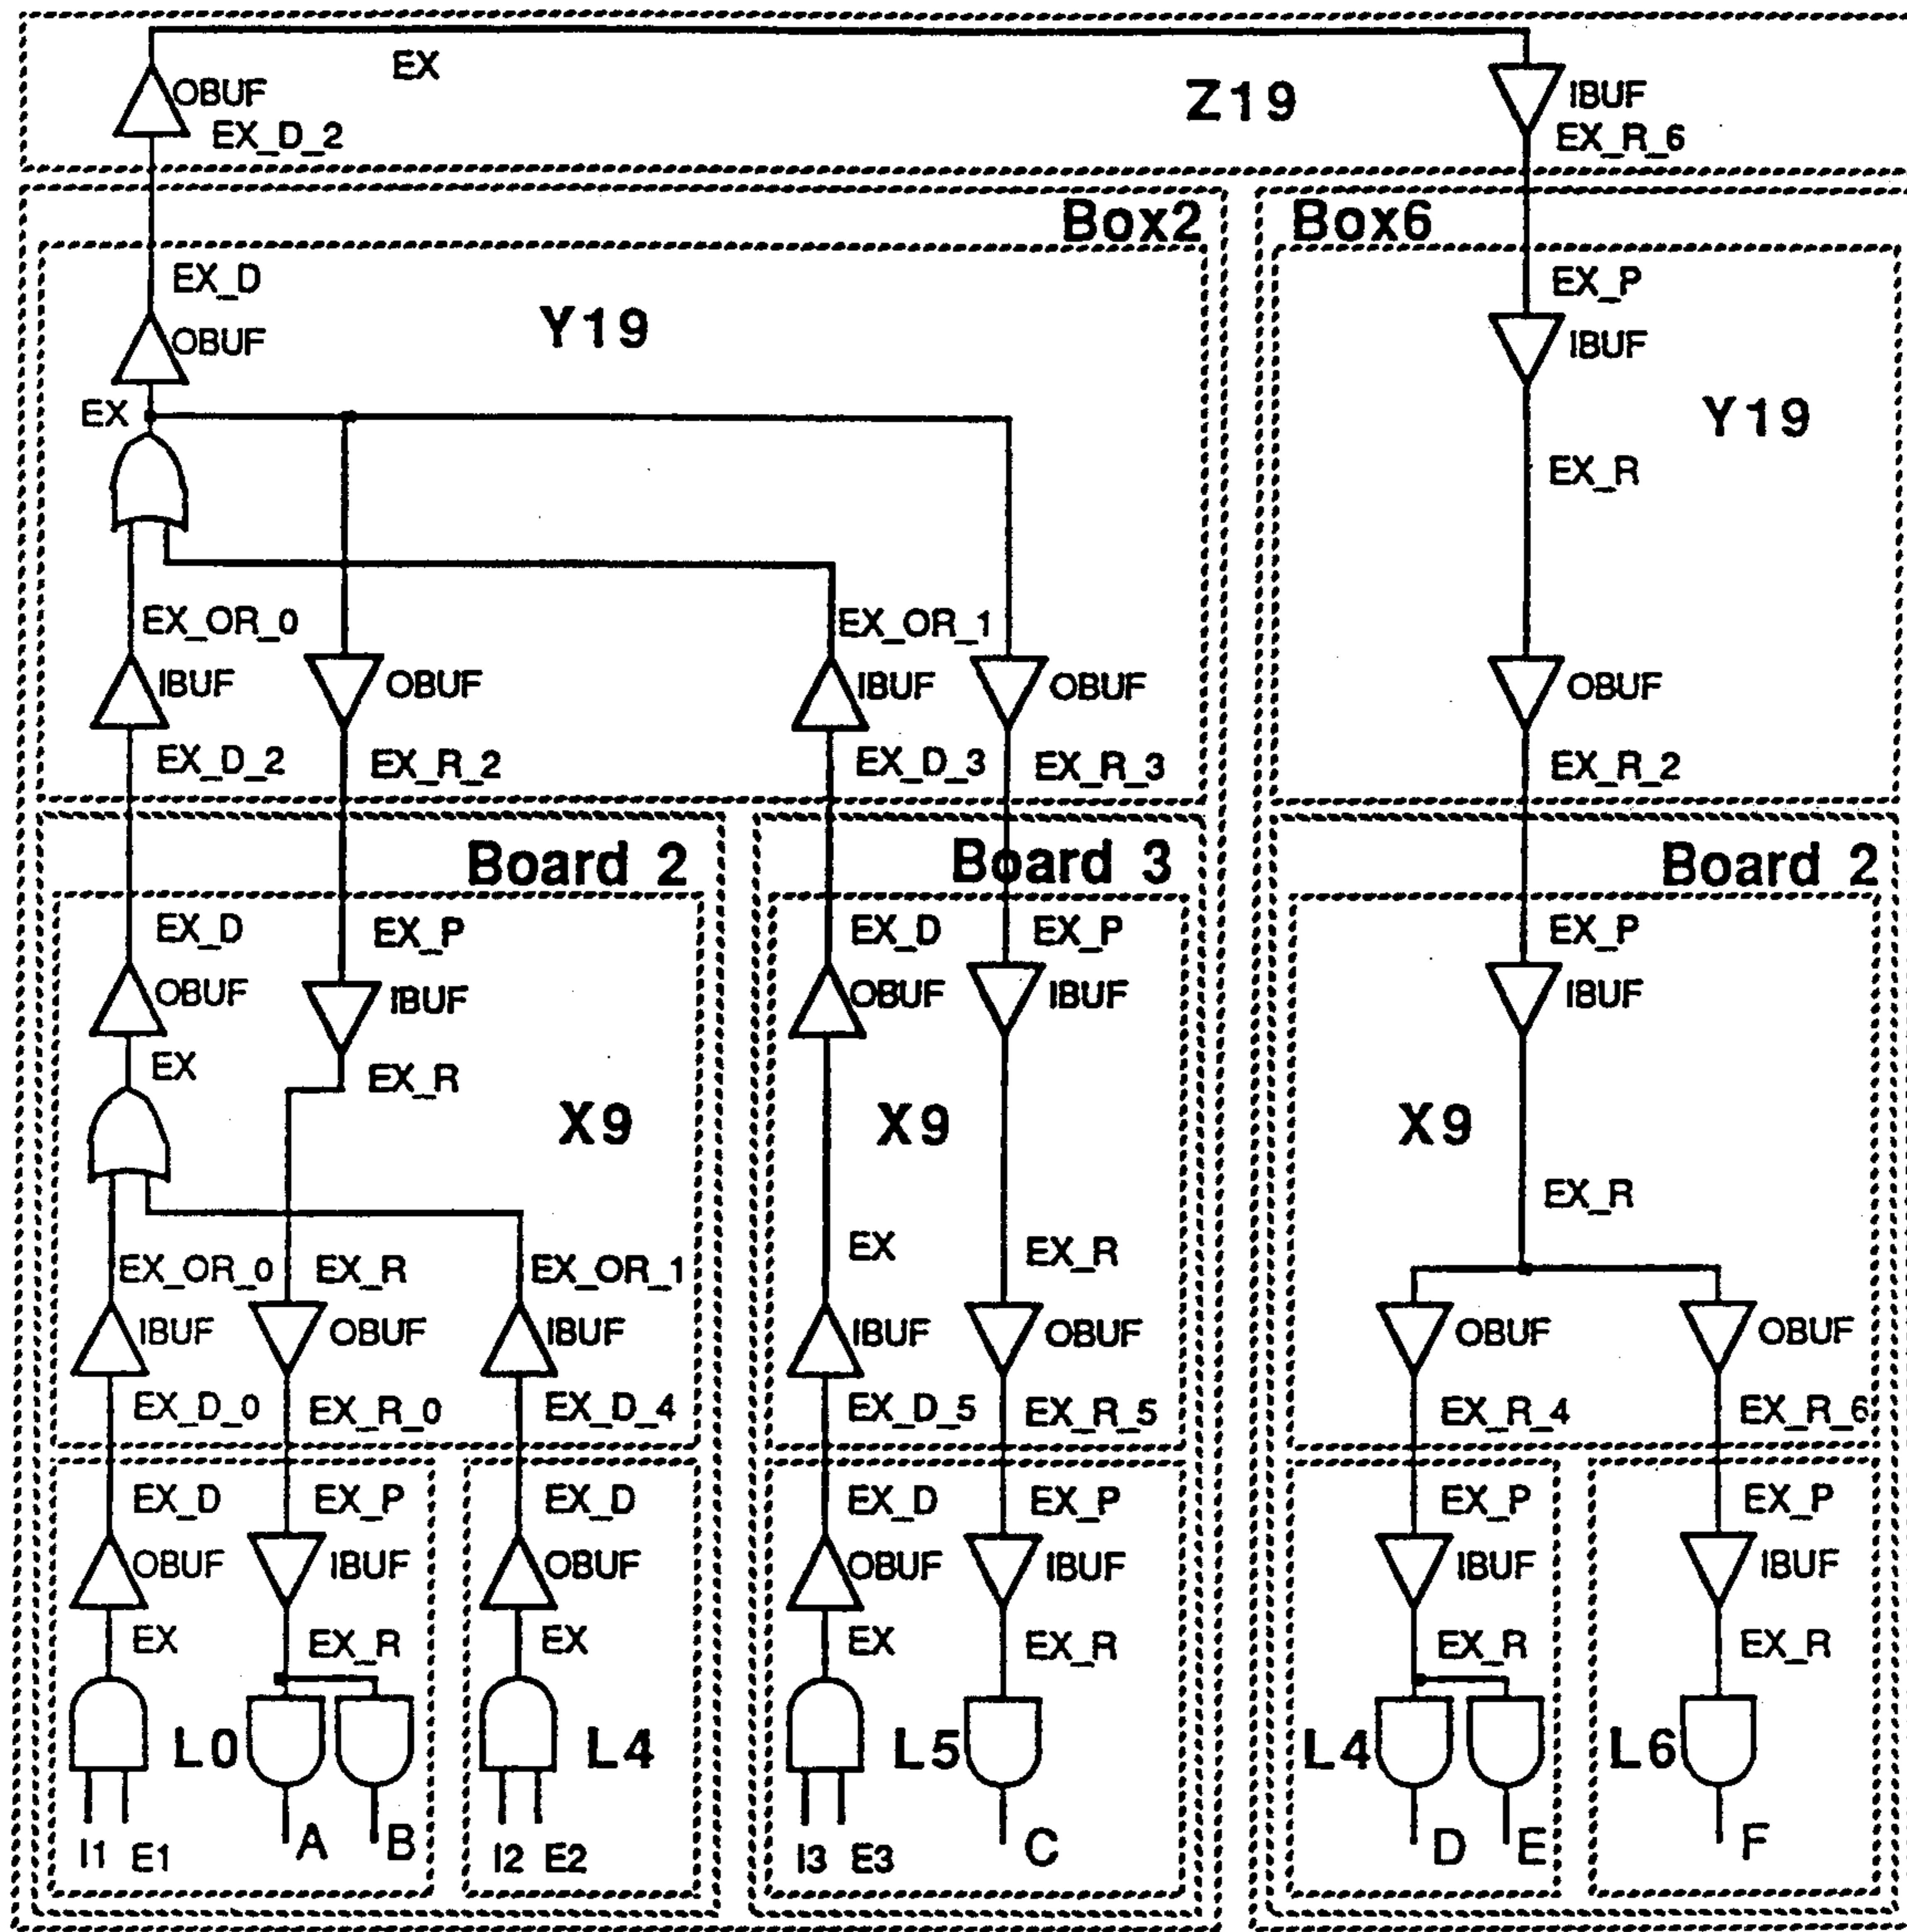 EX
OBUF
IBUF
Z19
EX_D_2
EX_R_6
Box2
Box6
EX_D
EX_P
Y19
OBUF
IBUF
EX
Y19
EX_R
EX_OR_0
EX_OR_1
IBUF
OBUF
IBUF
OBUF
OBUF
EX_D_2
EX_R_2
EX_D_3
EX_R_3
EX_R_2
Board 2
Board 3
Board 2
EX_D
EX_P
EX_D
EX_P
EX_P
OBUF
IBUF
OBUF
IBUF
IBUF
EX
EX_R
X9
X9
X9
EX_R
EX
EX_R
EX_OR_0
EX_R
EX_OR_1
IBUF
OBUF
IBUF
IBUF
OBUF
OBUF
OBUF
EX_D_0
EX_R_0
EX_D_4
EX_D_5
EX_R_5
EX_R_4
EX_R_6
EX_D
EX_P
EX_D
EX_D
EX_P
EX_P
EX_P
OBUF
IBUF
OBUF
OBUF
IBUF
IBUF
IBUF
EX
EX_R
EX
EX
EX_R
EX_R
EX_R
L0
L4
L5
L4
L6
I1 E1
A
B
I2 E2
I3 E3
C
D
E
F